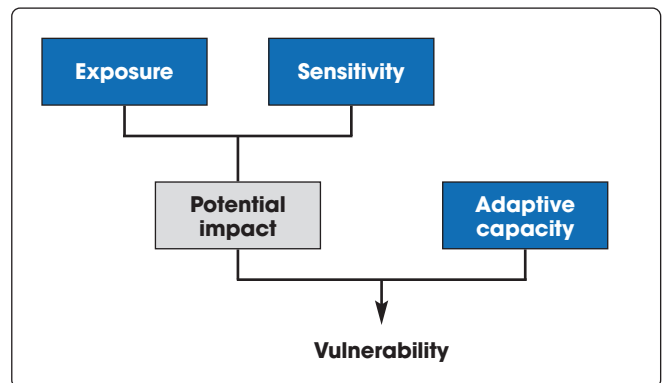 Exposure
Sensitivity
Potential
impact
Adaptive
capacity
Vulnerability